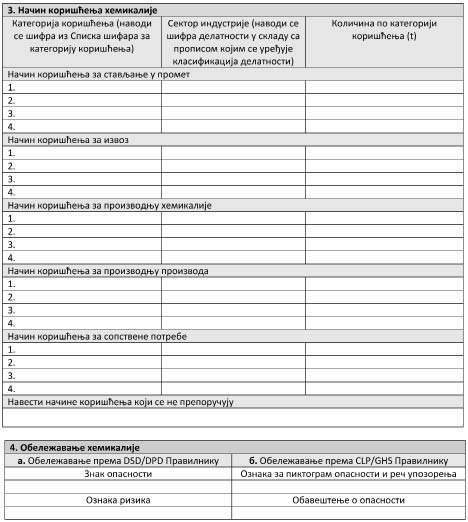 3. Начин коришћења хемикалије
Категорија коришћења (наводи се шифра из Списка шифара за категорију коришћења)
Сектор индустрије (наводи се шифра делатности у складу са прописом којим се уређује класификација делатности)
Количина по категорији коришћења (t)
Начин коришћења за стављање у промет
1.
2.
3.
4.
Начин коришћења за извоз
1.
2.
3.
4.
Начин коришћења за производњу хемикалије
1.
2.
3.
4.
Начин коришћења за производњу производа
1.
2.
3.
4.
Начин коришћења за сопствене потребе
1.
2.
3.
4.
Навести начине коришћења који се не препоручују
4. Обележавање хемикалије
а. Обележавање према DSD/DPD Правилнику
б. Обележавање према CLP/GHS Правилнику
Знак опасности
Ознака за пиктограм опасности и реч упозорења
Ознака ризика
Обавештење о опасности